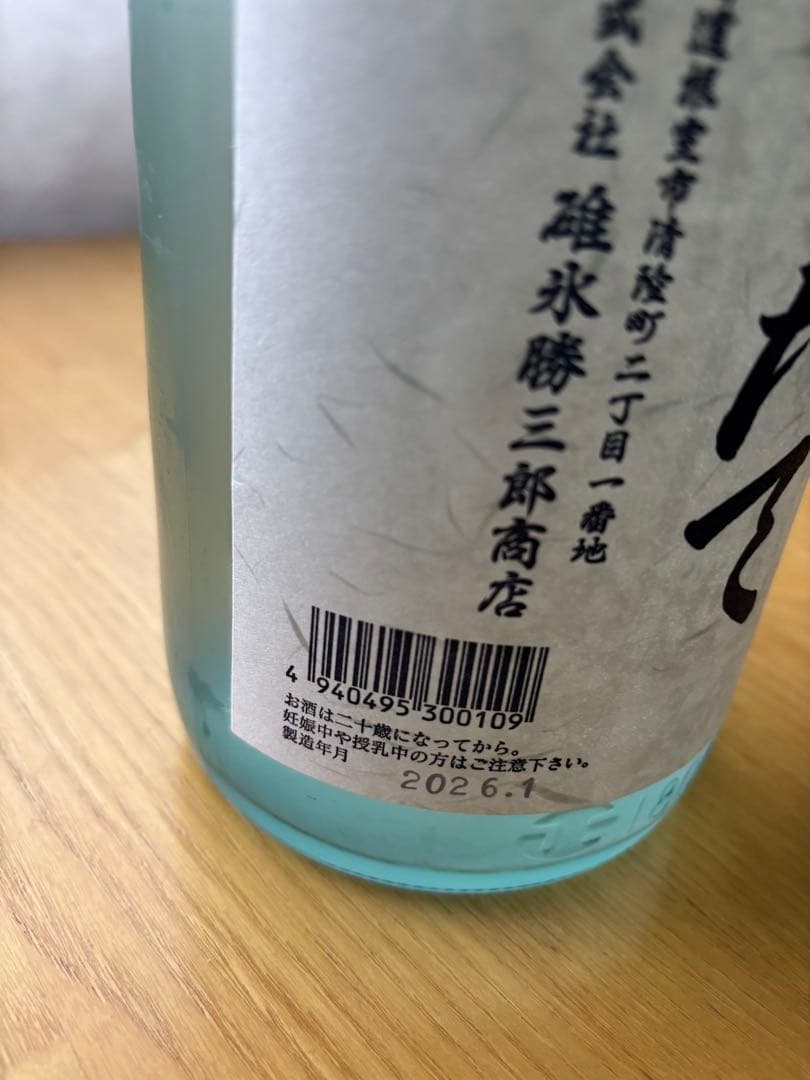 道根室市清隆町二丁目一番地
式会社 碓氷勝三郎商店
4 940495 300109
お酒は二十歳になってから。
妊娠中や授乳中の方はご注意下さい。
製造年月
2026.1